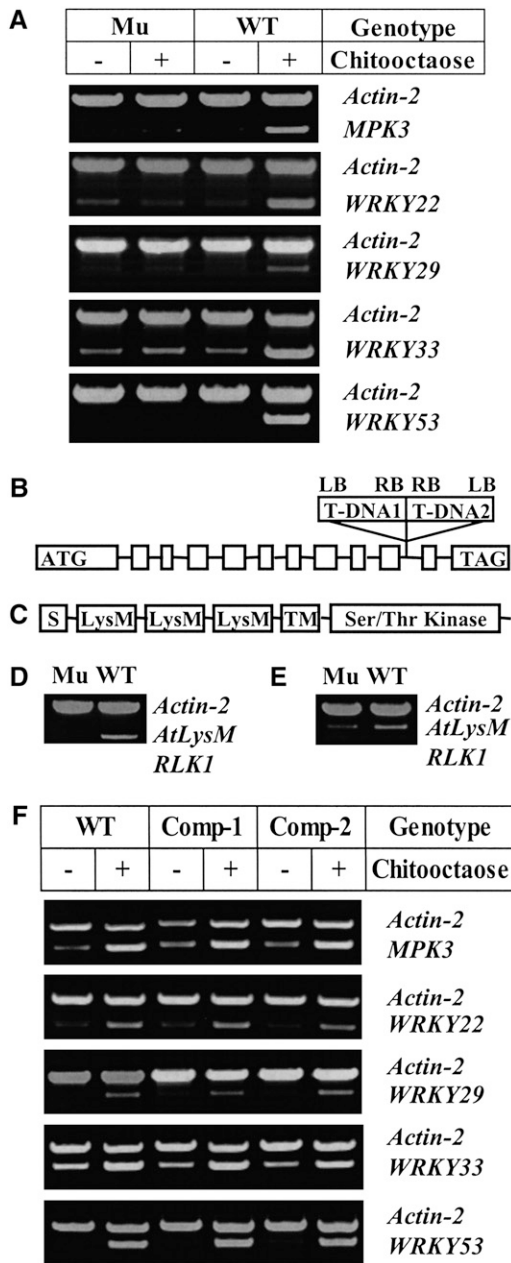 A
Mu WT Genotype
- + - + Chitooctaose
Actin-2
MPK3
Actin-2
WRKY22
Actin-2
WRKY29
Actin-2
WRKY33
Actin-2
WRKY53
B
LB RB RB LB
T-DNA1 T-DNA2
ATG TAG
C S LysM LysM LysM TM Ser/Thr Kinase
D Mu WT
Actin-2
AtLysM
RLK1
E Mu WT
Actin-2
AtLysM
RLK1
F
WT Comp-1 Comp-2 Genotype
- + - + - + Chitooctaose
Actin-2
MPK3
Actin-2
WRKY22
Actin-2
WRKY29
Actin-2
WRKY33
Actin-2
WRKY53